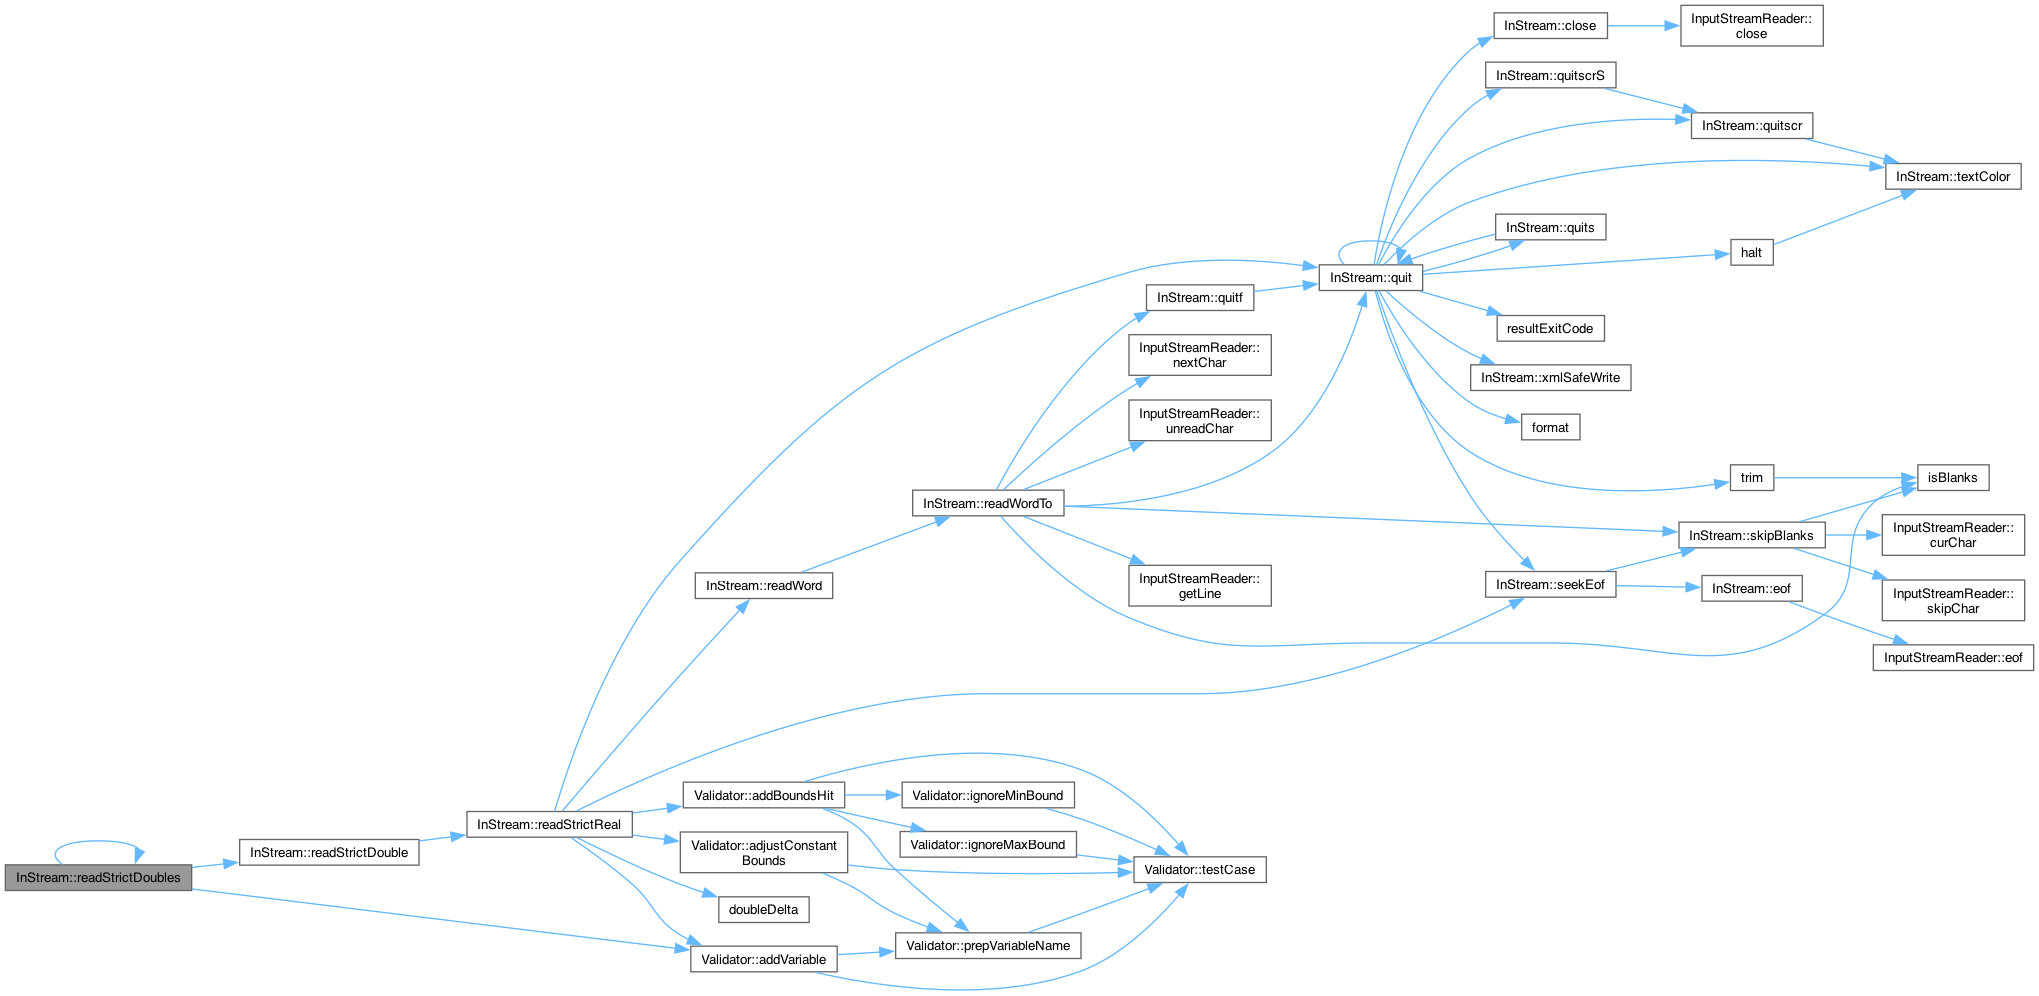 InStream::close
InputStreamReader::
close
InStream::quitscrS
InStream::quitscr
InStream::textColor
InStream::quits
halt
InStream::quit
InStream::quitf
resultExitCode
InputStreamReader::
nextChar
InStream::xmlSafeWrite
InputStreamReader::
unreadChar
format
trim
isBlanks
InStream::readWordTo
InStream::skipBlanks
InputStreamReader::
curChar
InStream::readWord
InputStreamReader::
getLine
InStream::seekEof
InStream::eof
InputStreamReader::
skipChar
InputStreamReader::eof
Validator::addBoundsHit
Validator::ignoreMinBound
InStream::readStrictReal
InStream::readStrictDouble
Validator::adjustConstant
Bounds
Validator::ignoreMaxBound
Validator::testCase
InStream::readStrictDoubles
doubleDelta
Validator::prepVariableName
Validator::addVariable